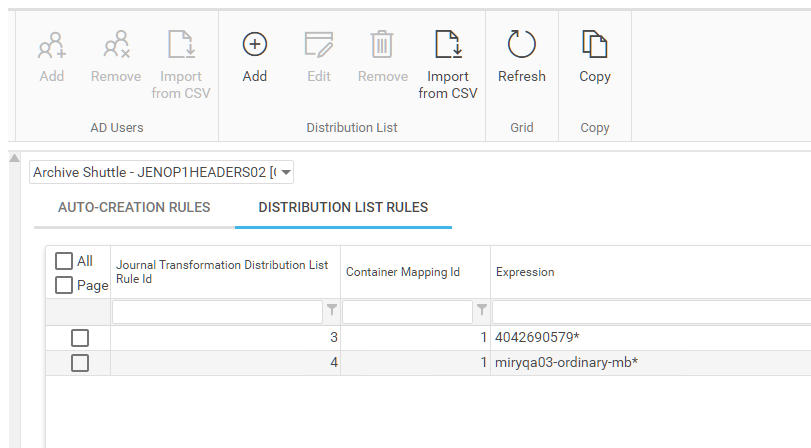 Add
Remove
Import
from CSV
AD Users
Add
Edit
Remove
Import
from CSV
Distribution List
Refresh
Grid
Copy
Copy
Archive Shuttle - JENOP1HEADERS02 [
AUTO-CREATION RULES
DISTRIBUTION LIST RULES
All
Page
Journal Transformation Distribution List
Rule Id
Container Mapping Id
Expression
3 1 4042690579*
4 1 miryqa03-ordinary-mb*